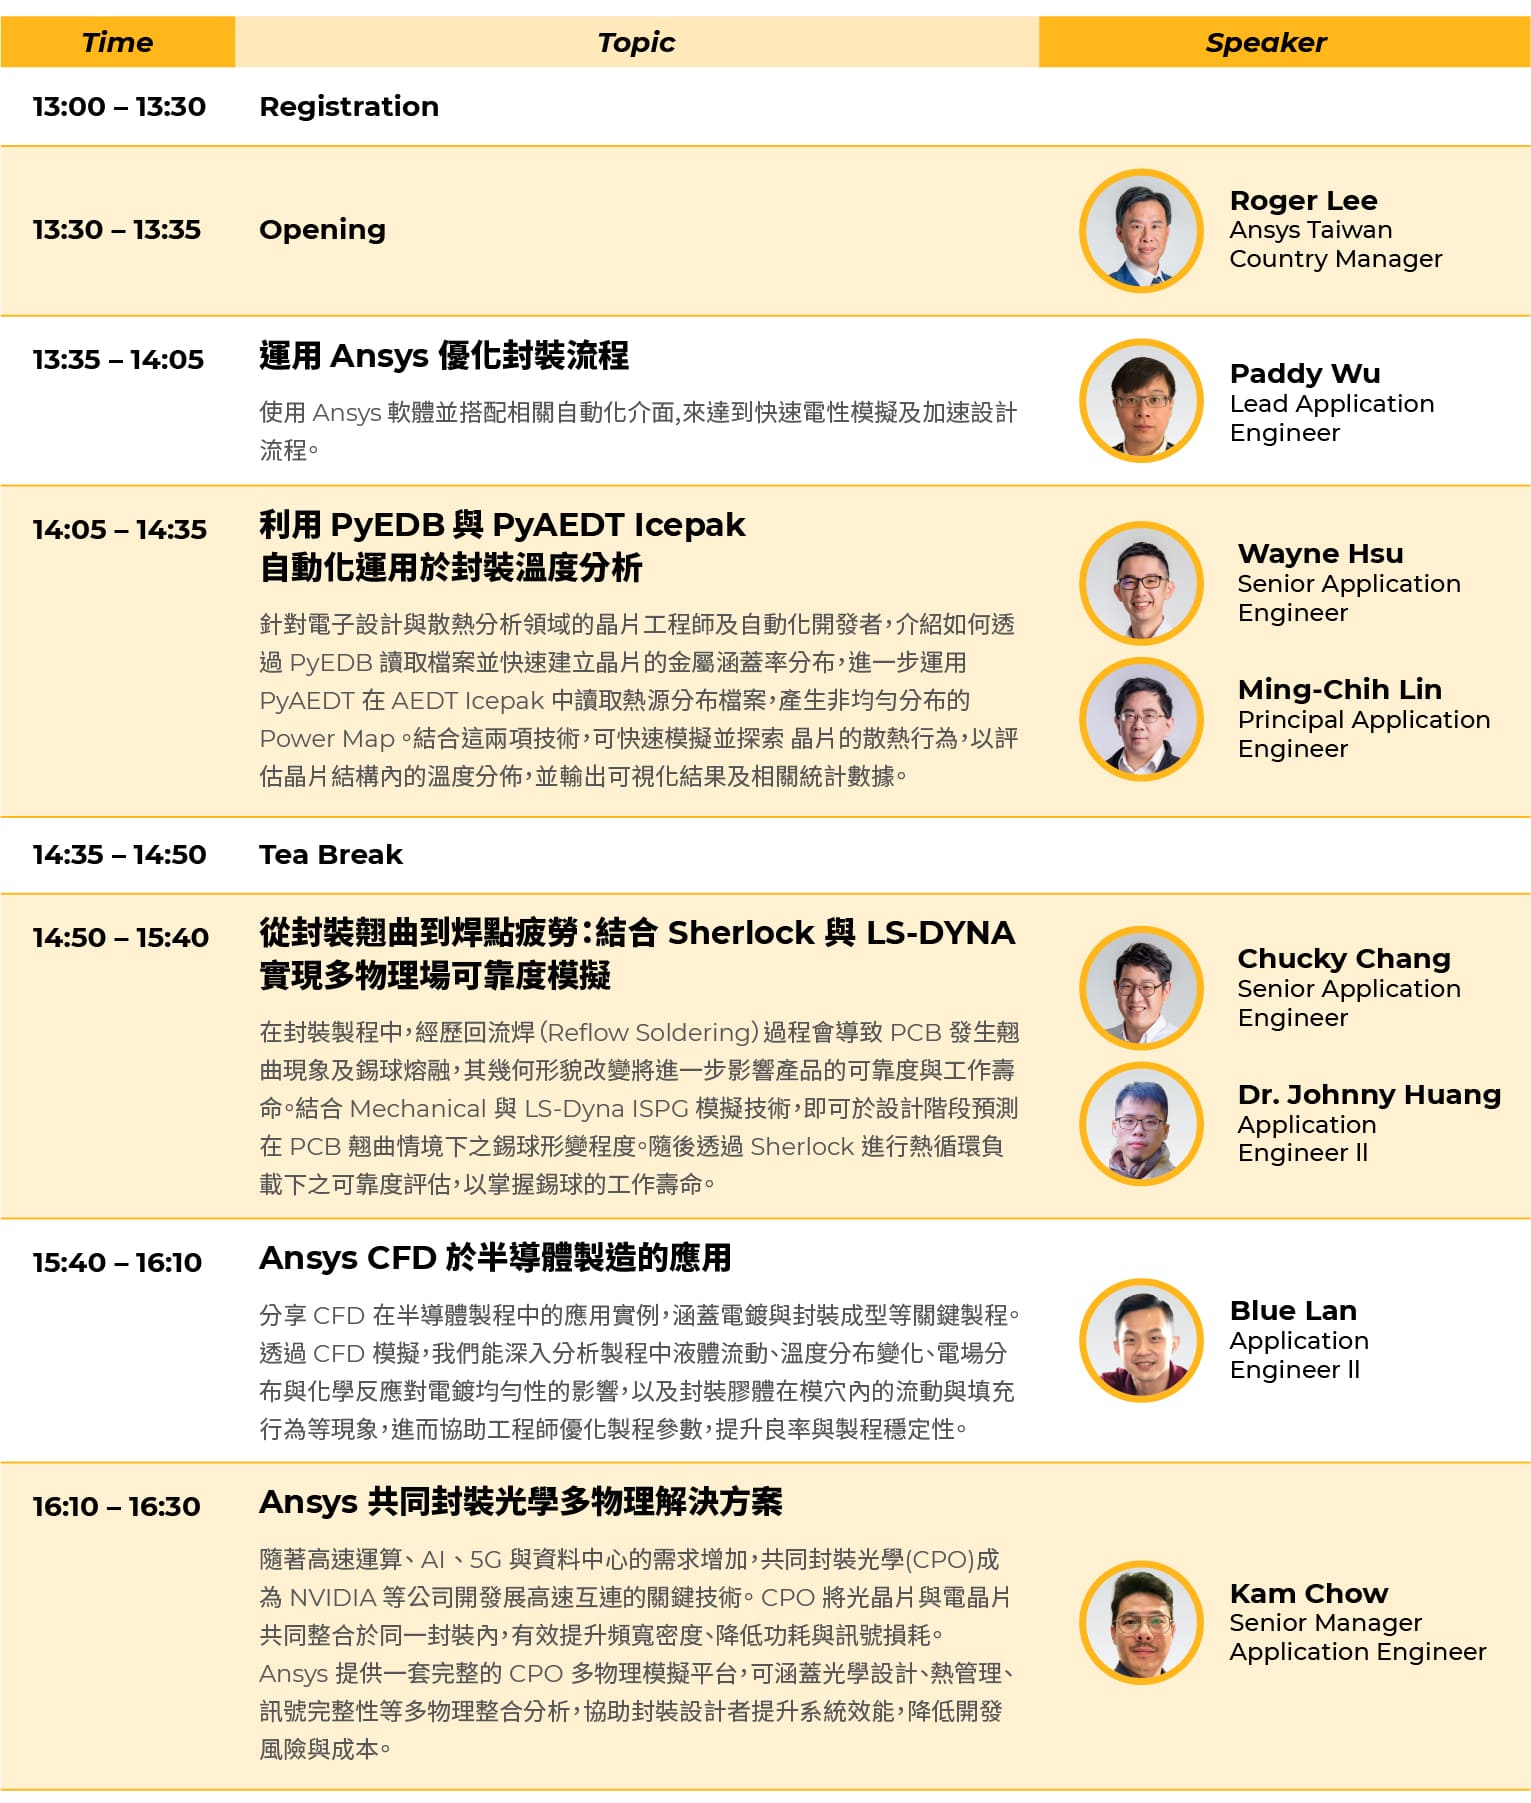 Time
Topic
Speaker
13:00 – 13:30
Registration
13:30 – 13:35
Opening
Roger Lee
Ansys Taiwan
Country Manager
13:35 – 14:05
運用 Ansys 優化封裝流程
使用 Ansys 軟體並搭配相關自動化介面,來達到快速電性模擬及加速設計
流程。
Paddy Wu
Lead Application
Engineer
14:05 – 14:35
利用 PyEDB 與 PyAEDT Icepak
自動化運用於封裝溫度分析
針對電子設計與散熱分析領域的晶片工程師及自動化開發者，介紹如何透
過 PyEDB 讀取檔案並快速建立晶片的金屬涵蓋率分布，進一步運用
PyAEDT 在 AEDT Icepak 中讀取熱源分布檔案，產生非均勻分布的
Power Map。結合這兩項技術，可快速模擬並探索 晶片的散熱行為，以評
估晶片結構內的溫度分佈，並輸出可視化結果及相關統計數據。
Wayne Hsu
Senior Application
Engineer
Ming-Chih Lin
Principal Application
Engineer
14:35 – 14:50
Tea Break
14:50 – 15:40
從封裝翹曲到焊點疲勞：結合 Sherlock 與 LS-DYNA
實現多物理場可靠度模擬
在封裝製程中，經歷回流焊（Reflow Soldering）過程會導致 PCB 發生翹
曲現象及錫球熔融，其幾何形貌改變將進一步影響產品的可靠度與工作壽
命。結合 Mechanical 與 LS-Dyna ISPG 模擬技術，即可於設計階段預測
在 PCB 翹曲情境下之錫球形變程度。隨後透過 Sherlock 進行熱循環負
載下之可靠度評估，以掌握錫球的工作壽命。
Chucky Chang
Senior Application
Engineer
Dr. Johnny Huang
Application
Engineer ll
15:40 – 16:10
Ansys CFD 於半導體製造的應用
分享 CFD 在半導體製程中的應用實例，涵蓋電鍍與封裝成型等關鍵製程。
透過 CFD 模擬，我們能深入分析製程中液體流動、溫度分布變化、電場分
布與化學反應對電鍍均勻性的影響，以及封裝膠體在模穴內的流動與填充
行為等現象，進而協助工程師優化製程參數，提升良率與製程穩定性。
Blue Lan
Application
Engineer ll
16:10 – 16:30
Ansys 共同封裝光學多物理解決方案
隨著高速運算、AI、5G 與資料中心的需求增加，共同封裝光學(CPO)成
為 NVIDIA 等公司開發展高速互連的關鍵技術。CPO 將光晶片與電晶片
共同整合於同一封裝內，有效提升頻寬密度、降低功耗與訊號損耗。
Ansys 提供一套完整的 CPO 多物理模擬平台，可涵蓋光學設計、熱管理、
訊號完整性等多物理整合分析，協助封裝設計者提升系統效能，降低開發
風險與成本。
Kam Chow
Senior Manager
Application Engineer